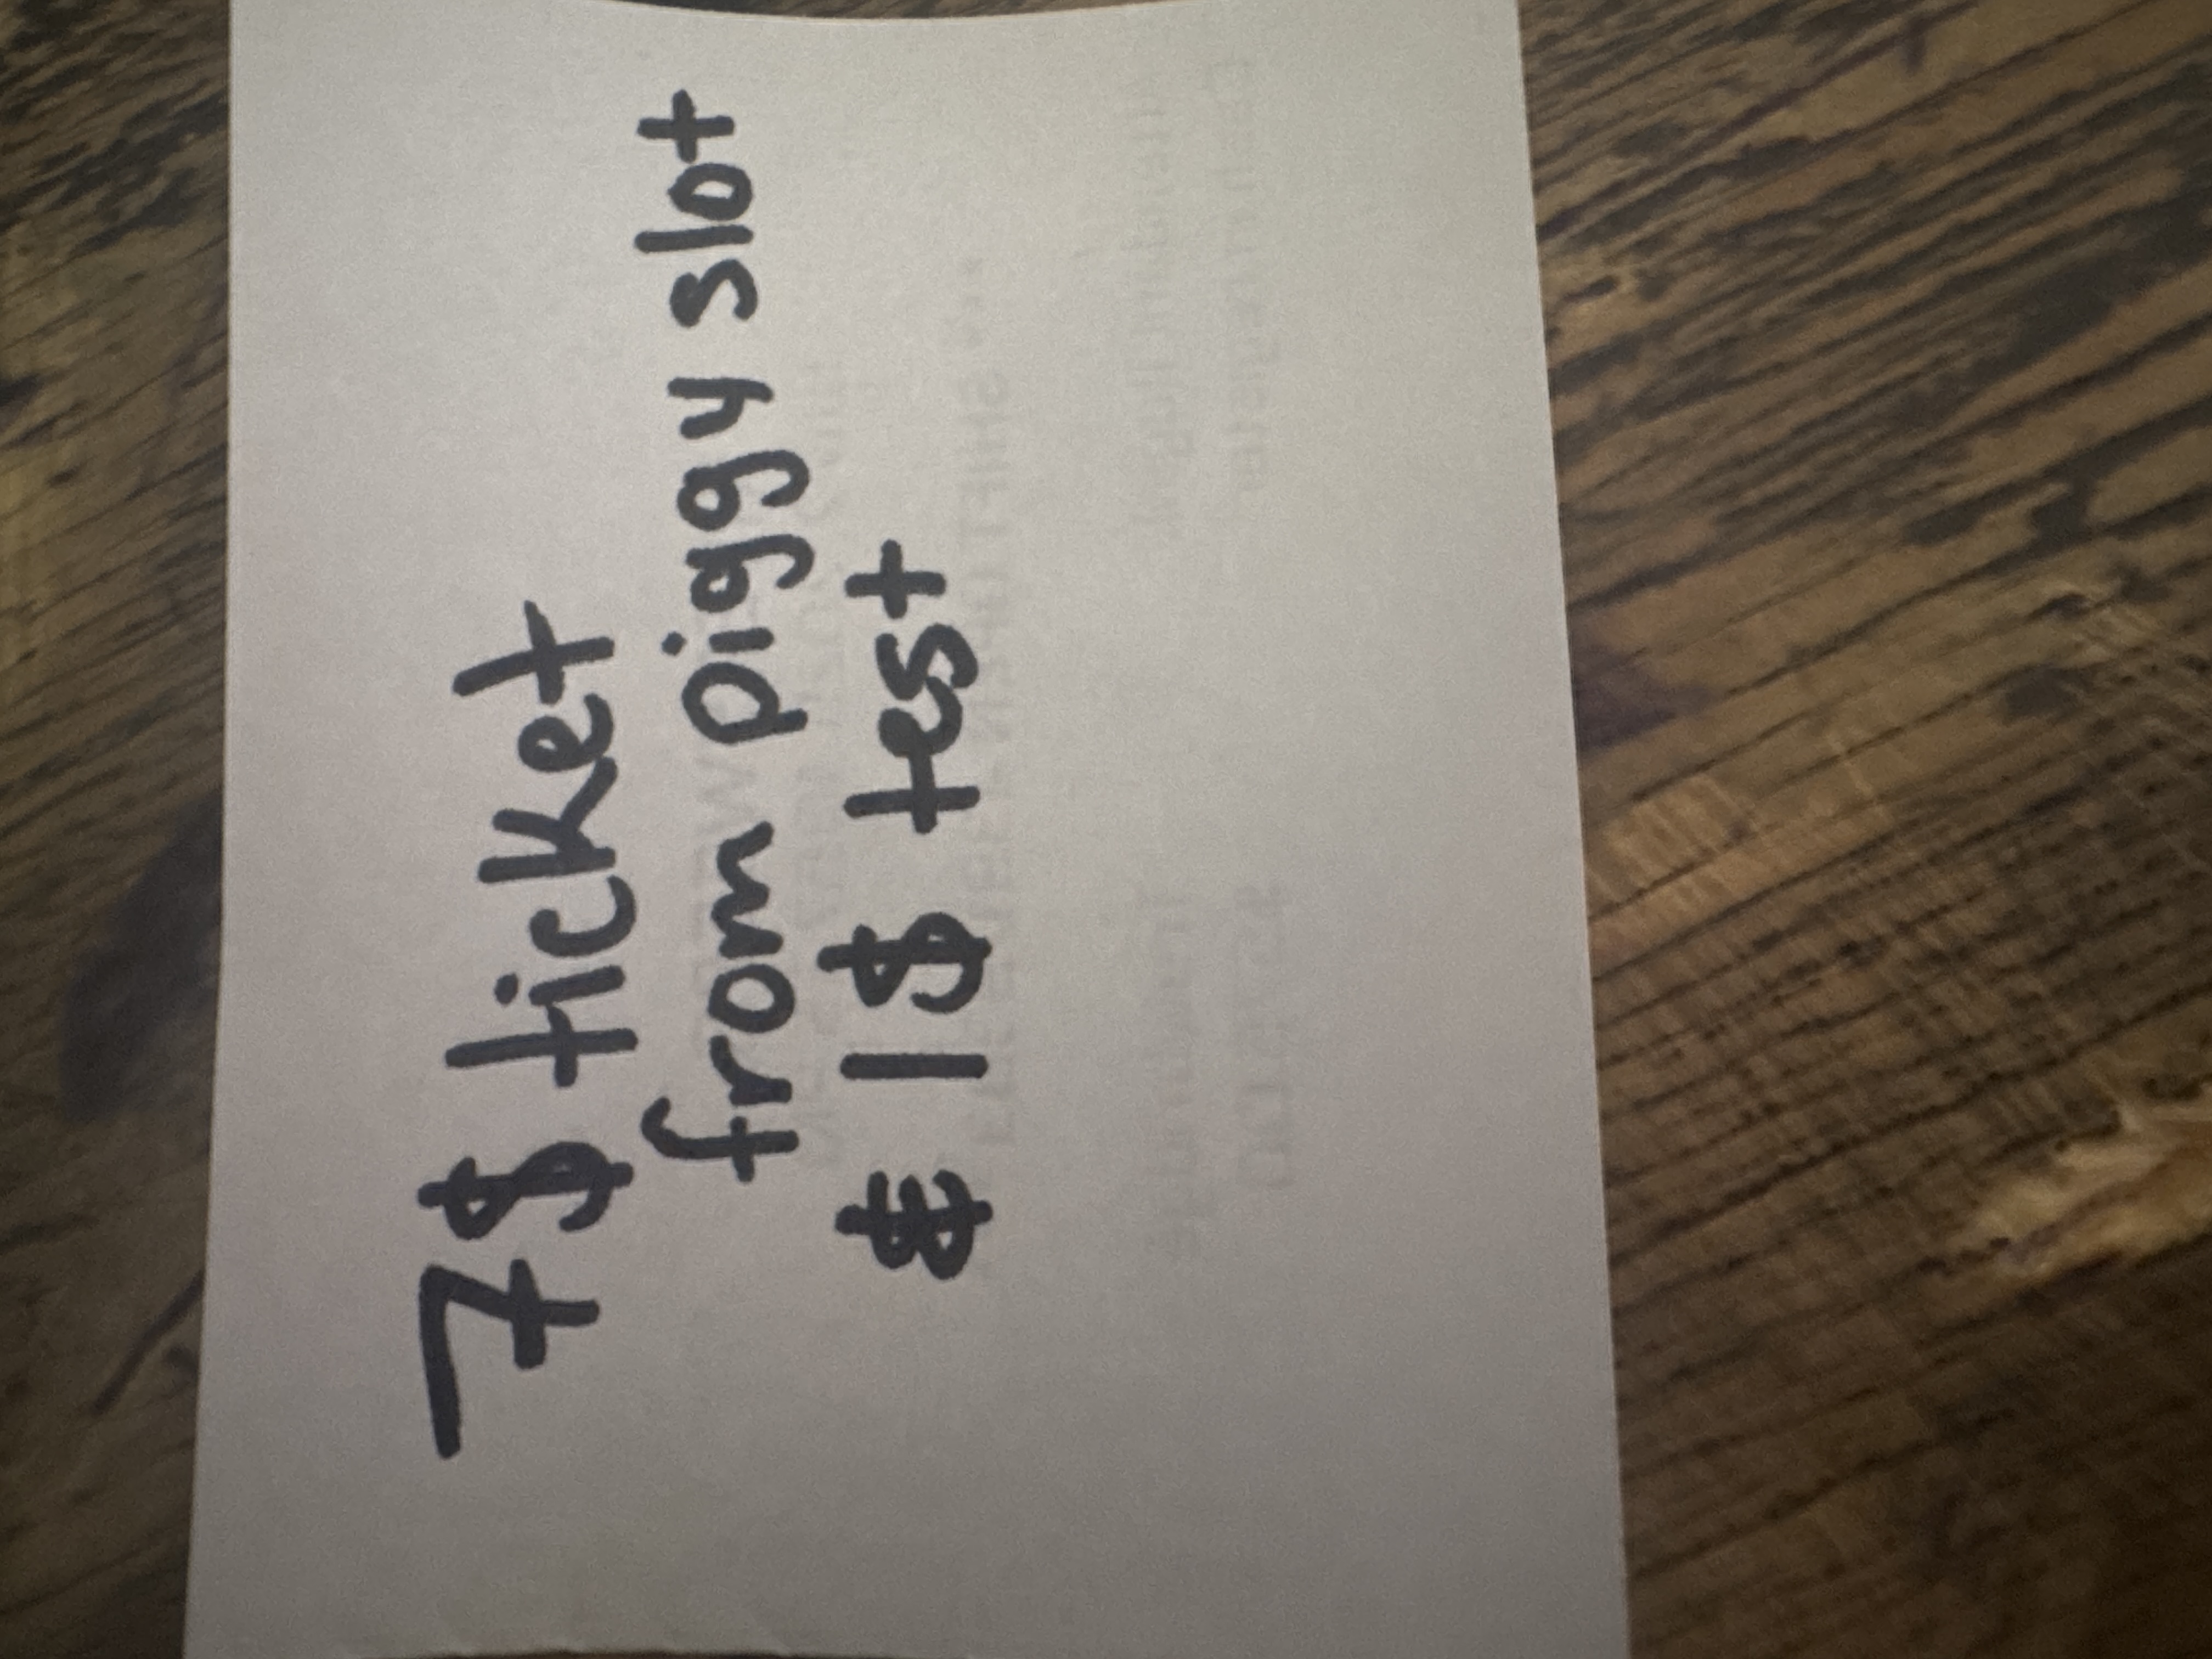 7$ ticket
from piggy slot
1$ test